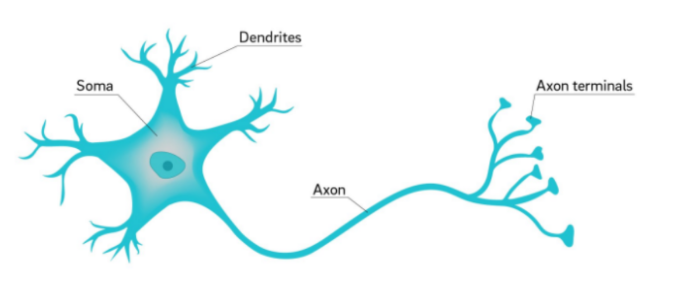 Dendrites
Soma
Axon terminals
Axon